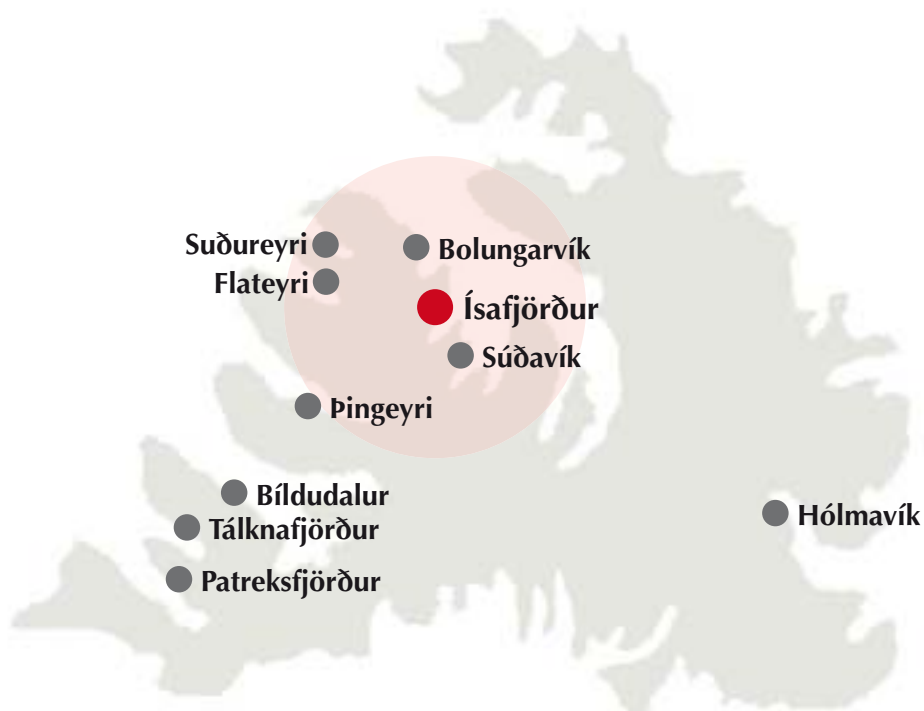 Suðureyri
Bolungarvík
Flateyri
Ísafjörður
Súðavík
Þingeyri
Bíldudalur
Hólmavík
Tálknafjörður
Patreksfjörður